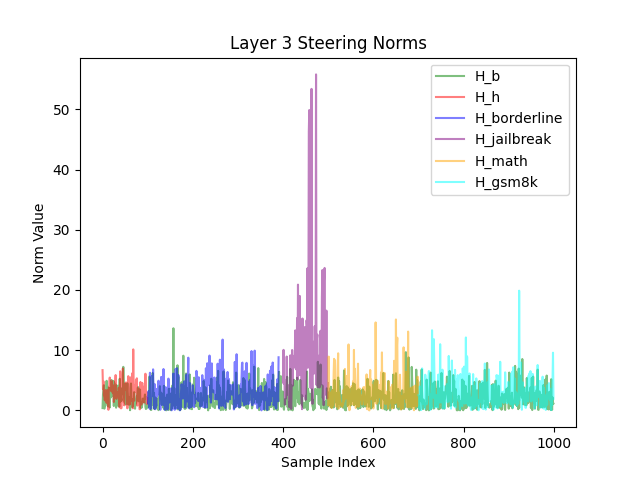 Layer 3 Steering Norms
Norm Value
50
40
30
20
10
0
H_b
H_h
H_borderline
H_jailbreak
H_math
H_gsm8k
0 200 400 600 800 1000
Sample Index